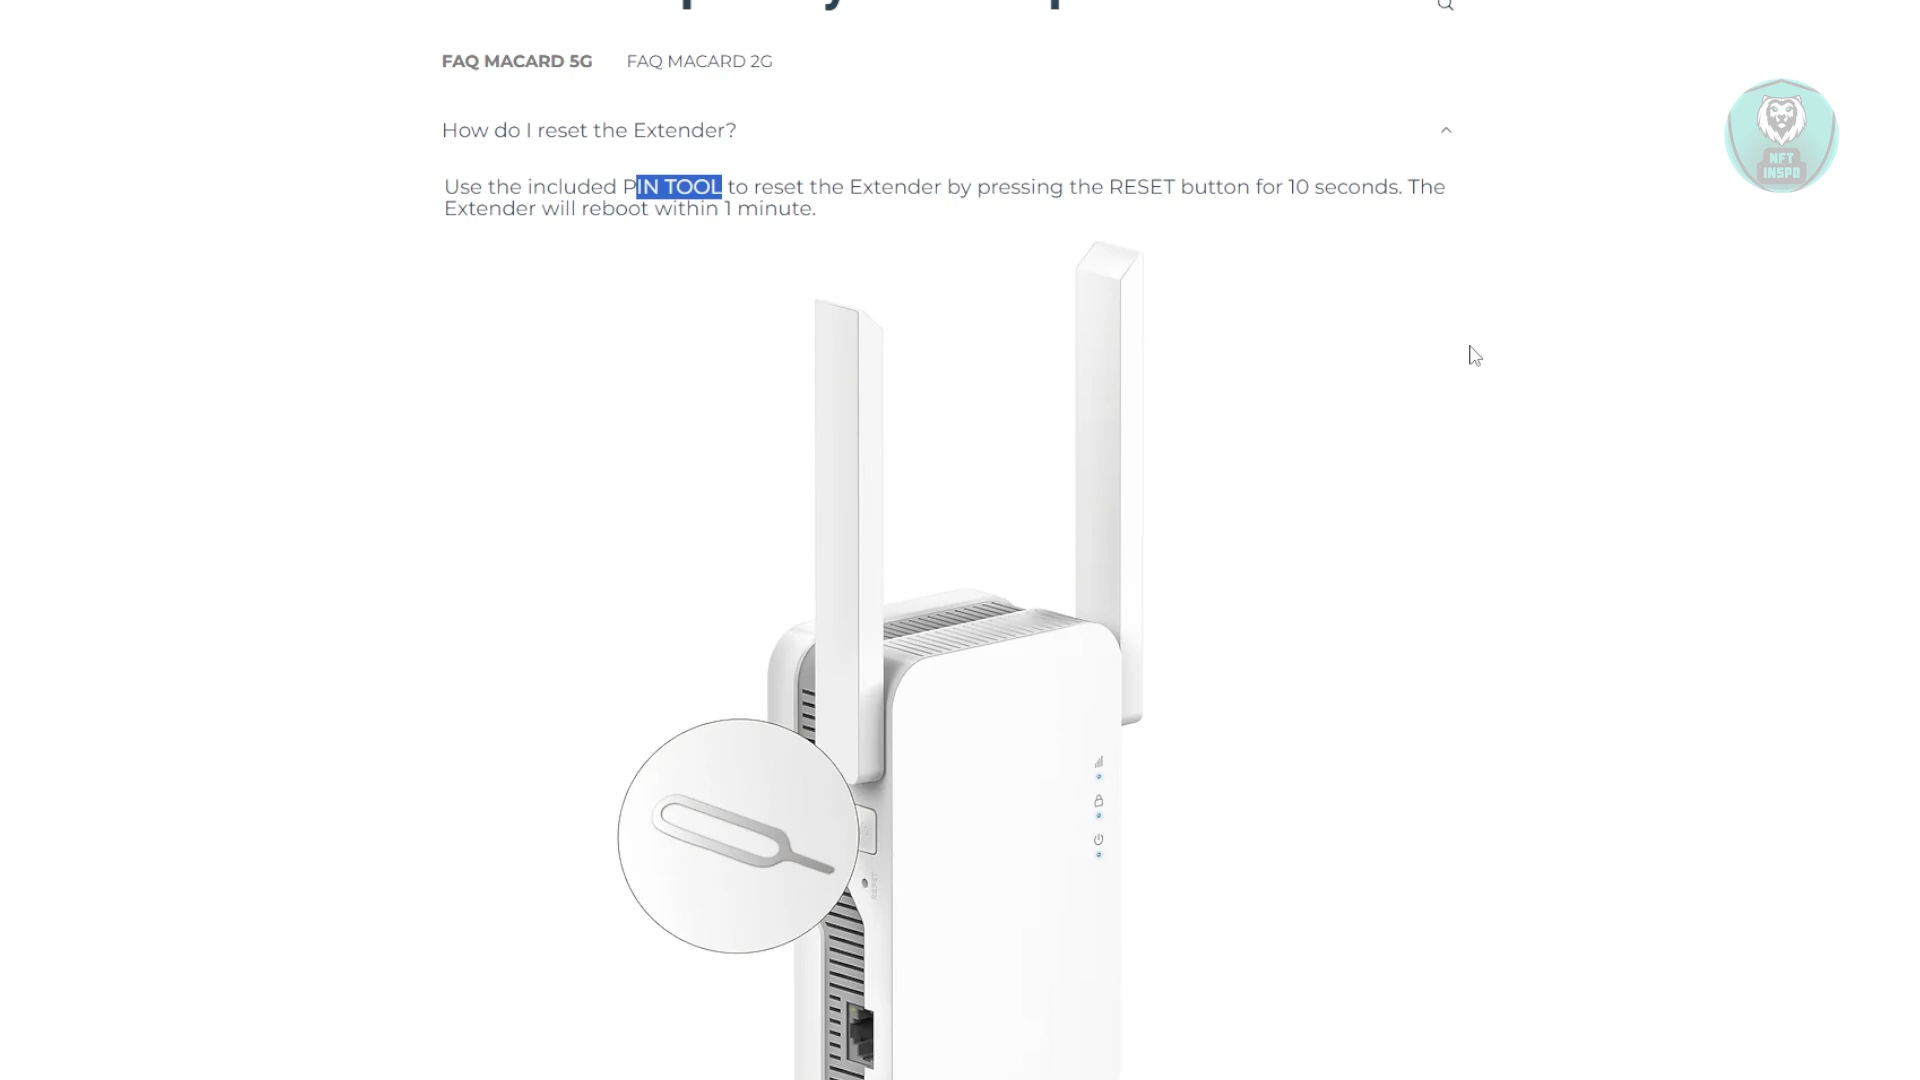 FAQ MACARD 5G
FAQ MACARD 2G
How do I reset the Extender?
Use the included PIN TOOL to reset the Extender by pressing the RESET button for 10 seconds. The
Extender will reboot within 1 minute.
NFT
INSPO
RESET